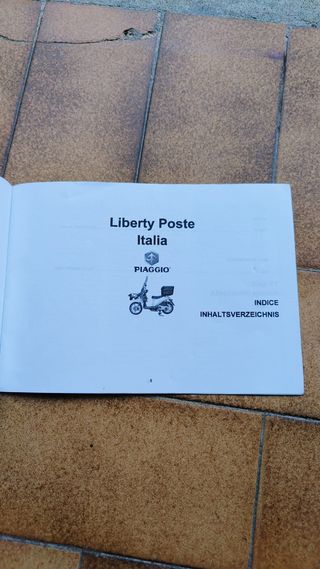 Liberty Poste
Italia
PIAGGIO
INDICE
INHALTSVERZEICHNIS